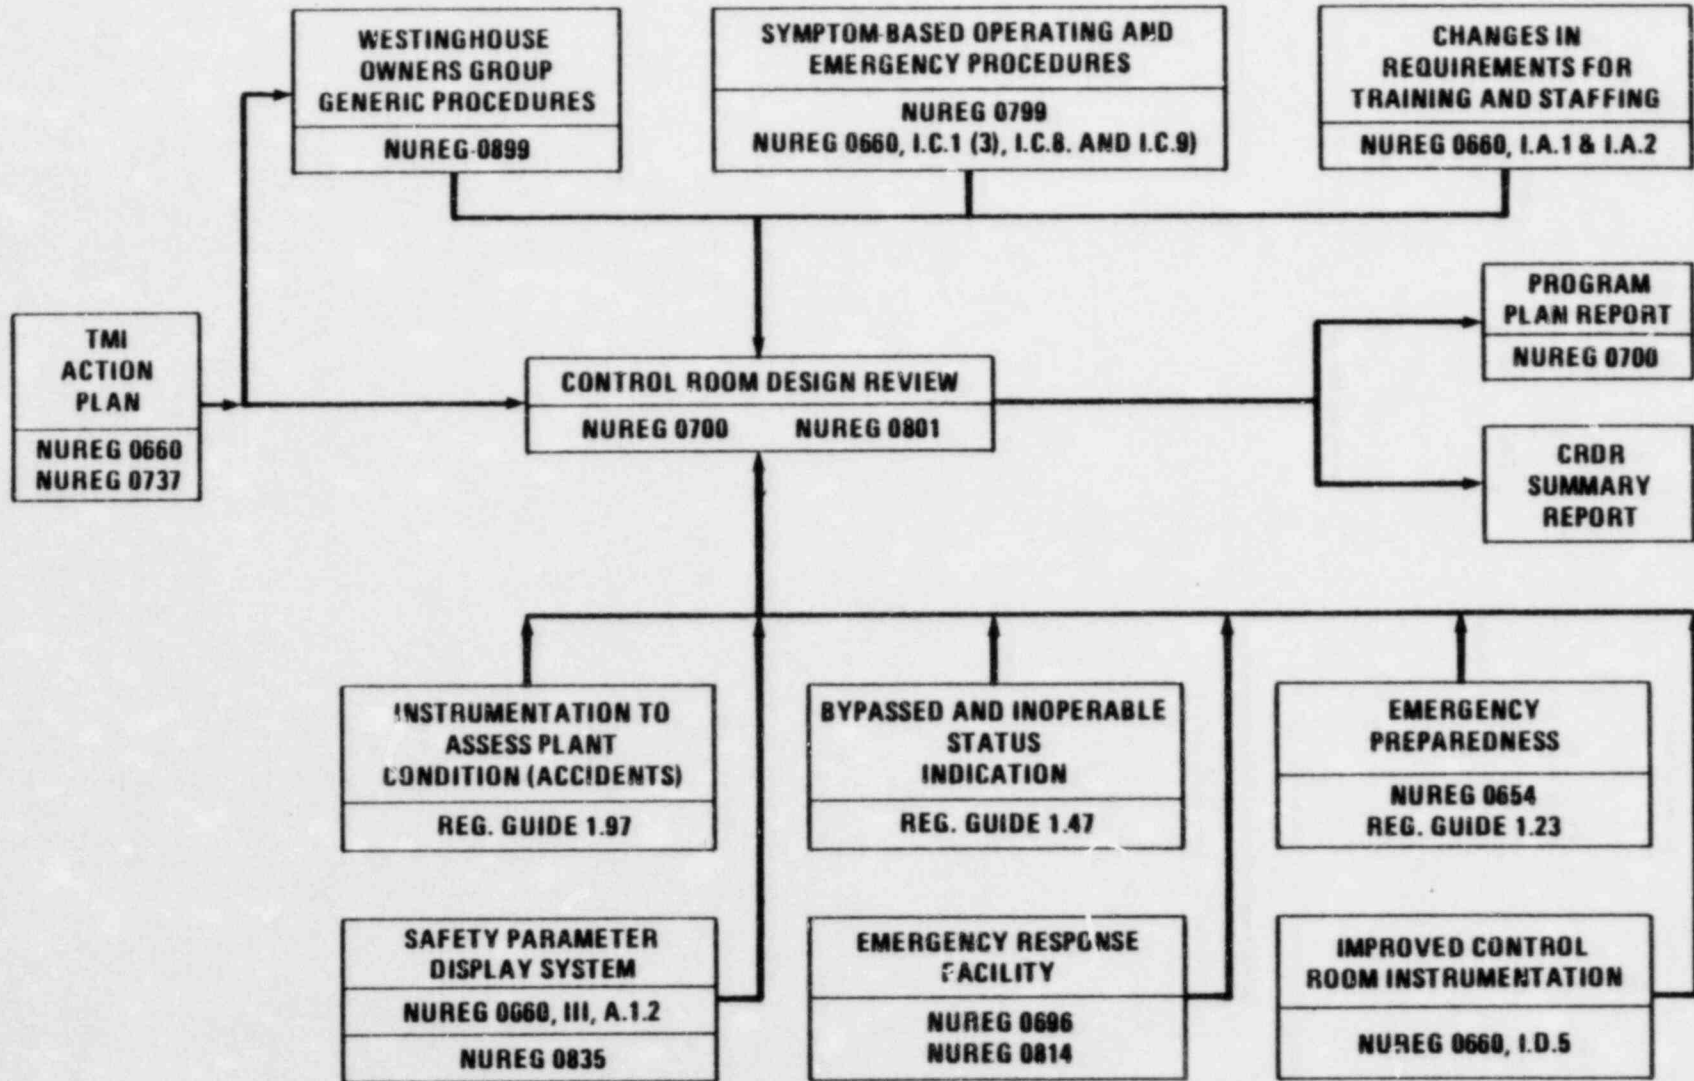 WESTINGHOUSE
OWNERS GROUP
GENERIC PROCEDURES
NUREG-0899
SYMPTOM-BASED OPERATING AND
EMERGENCY PROCEDURES
NUREG 0799
NUREG 0660, I.C.1 (3), I.C.8. AND I.C.9)
CHANGES IN
REQUIREMENTS FOR
TRAINING AND STAFFING
NUREG 0660, I.A.1 & I.A.2
TMI
ACTION
PLAN
NUREG 0660
NUREG 0737
CONTROL ROOM DESIGN REVIEW
NUREG 0700 NUREG 0801
PROGRAM
PLAN REPORT
NUREG 0700
CRDR
SUMMARY
REPORT
INSTRUMENTATION TO
ASSESS PLANT
CONDITION (ACCIDENTS)
REG. GUIDE 1.97
BYPASSED AND INOPERABLE
STATUS
INDICATION
REG. GUIDE 1.47
EMERGENCY
PREPAREDNESS
NUREG 0654
REG. GUIDE 1.23
SAFETY PARAMETER
DISPLAY SYSTEM
NUREG 0660, III, A.1.2
NUREG 0835
EMERGENCY RESPONSE
FACILITY
NUREG 0696
NUREG 0814
IMPROVED CONTROL
ROOM INSTRUMENTATION
NUREG 0660, I.D.5